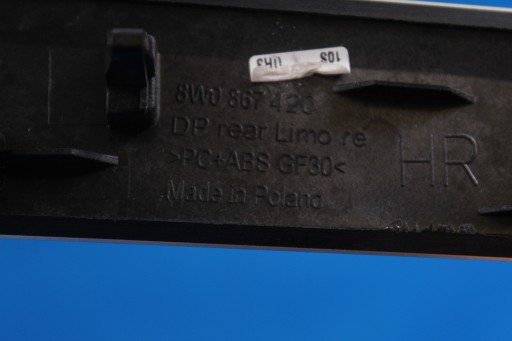 8W0 867 420
DP rear Limo re
>PC+ABS GF30<
Made in Poland
HR